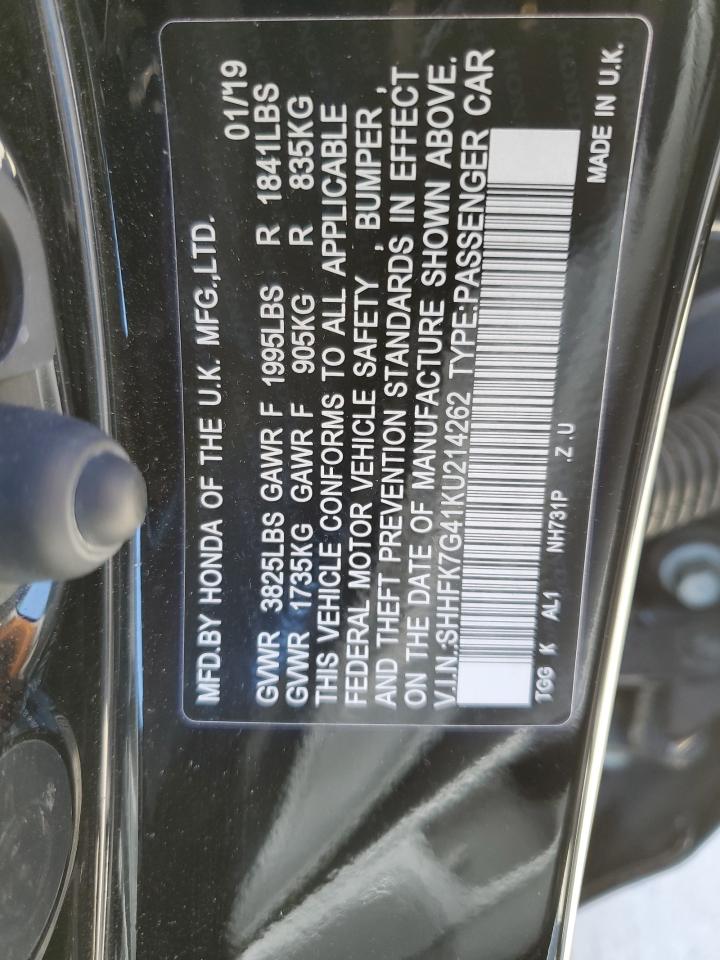 MFD.BY HONDA OF THE U.K. MFG.,LTD. 01/'19
GVWR 3825LBS GAWR F 1995LBS R 1841LBS
GVWR 1735KG GAWR F 905KG R 835KG
THIS VEHICLE CONFORMS TO ALL APPLICABLE
FEDERAL MOTOR VEHICLE SAFETY , BUMPER ,
AND THEFT PREVENTION STANDARDS IN EFFECT
ON THE DATE OF MANUFACTURE SHOWN ABOVE.
V.I.N.:SHHFK7G41KU214262 TYPE:PASSENGER CAR
TGG K AL1 NH731P .Z .U
MADE IN U.K.